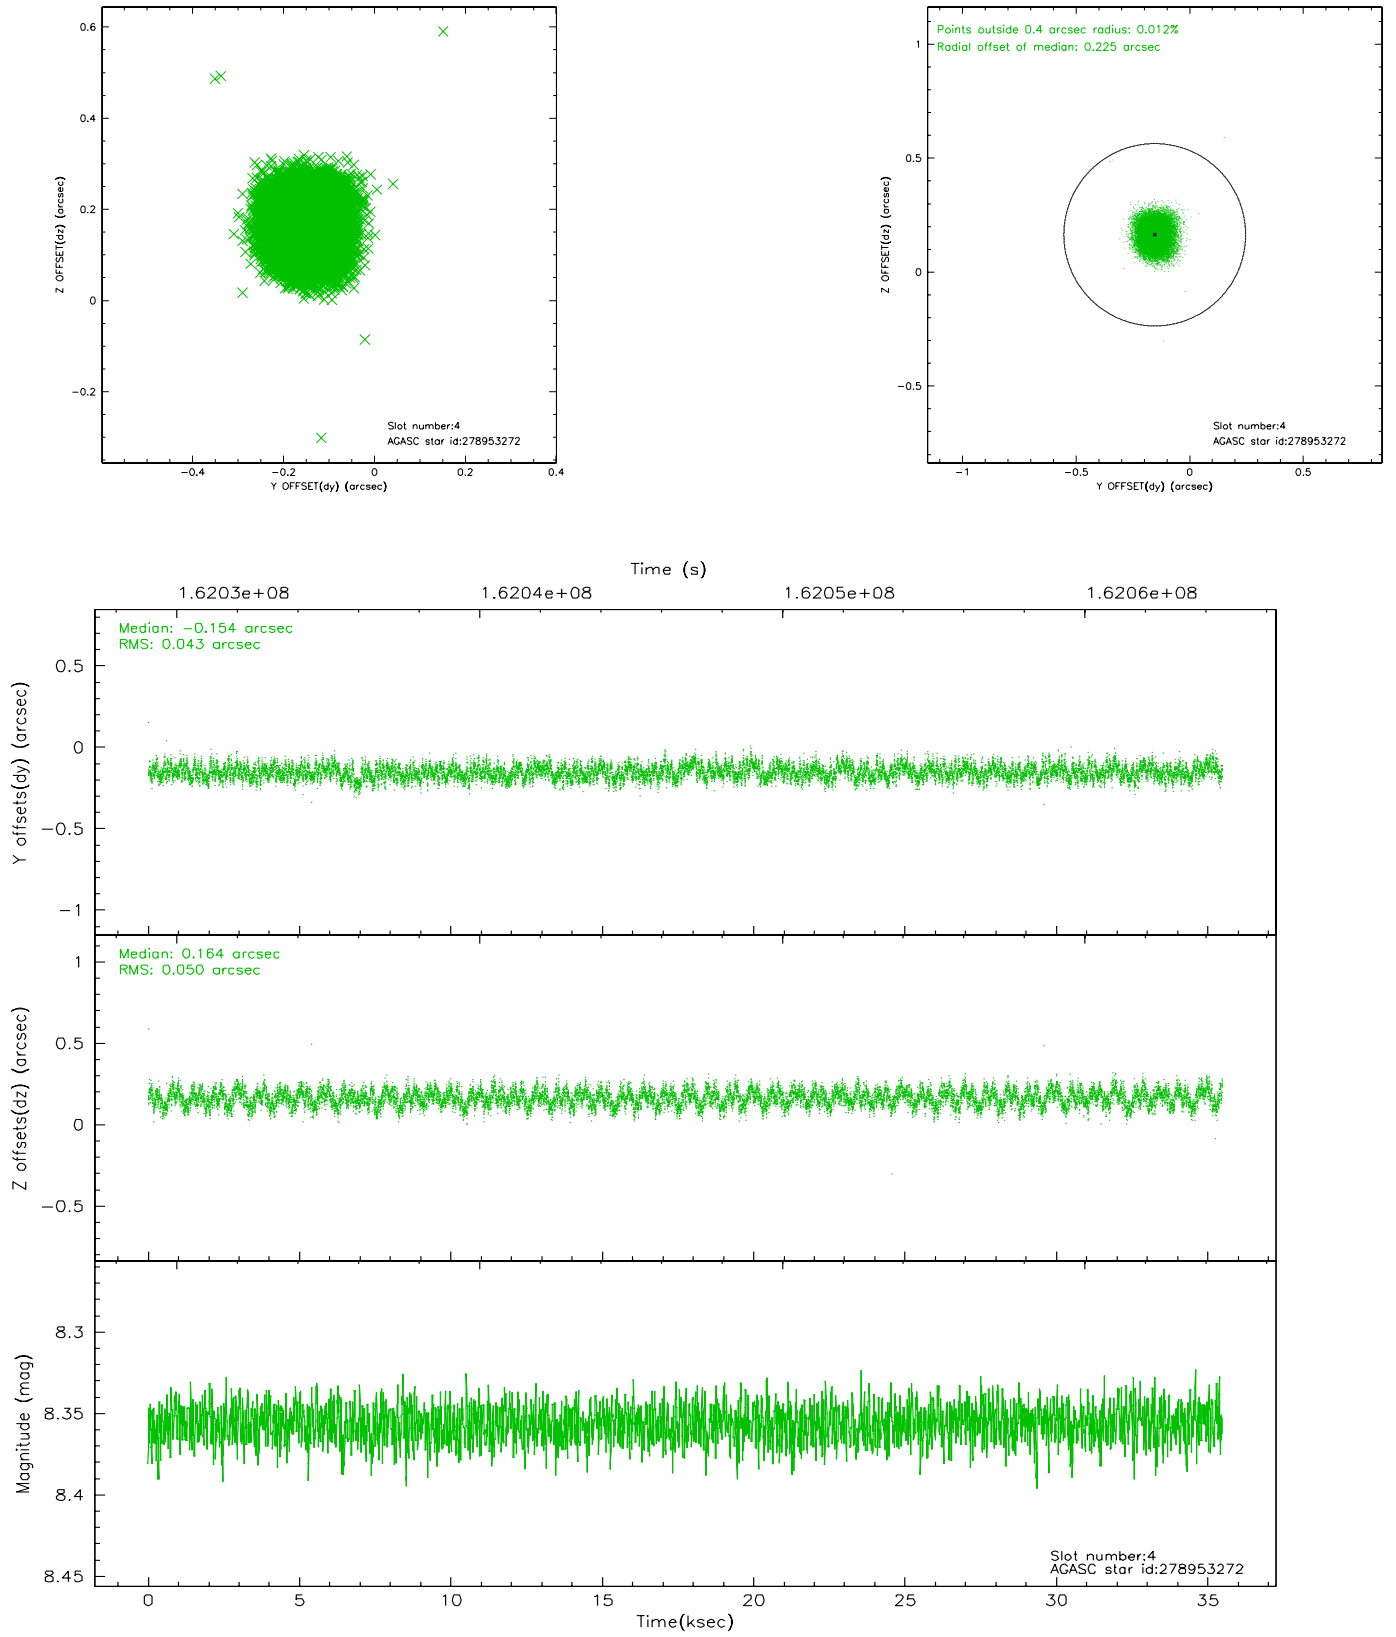 0.6
0.4
0.2
0
−0.2
Z OFFSET(dz) (arcsec)
Slot number:4
AGASC star id:278953272
−0.4 −0.2 0 0.2 0.4
Y OFFSET(dy) (arcsec)
Points outside 0.4 arcsec radius: 0.012%
Radial offset of median: 0.225 arcsec
1
0.5
0
−0.5
Z OFFSET(dz) (arcsec)
Slot number:4
AGASC star id:278953272
−1 −0.5 0 0.5
Y OFFSET(dy) (arcsec)
Time (s)
1.6203e+08 1.6204e+08 1.6205e+08 1.6206e+08
Median: −0.154 arcsec
RMS: 0.043 arcsec
0.5
0
−0.5
−1
Y offsets(dy) (arcsec)
Median: 0.164 arcsec
RMS: 0.050 arcsec
1
0.5
0
−0.5
Z offsets(dz) (arcsec)
8.3
8.35
8.4
8.45
Magnitude (mag)
Slot number:4
AGASC star id:278953272
0 5 10 15 20 25 30 35
Time(ksec)